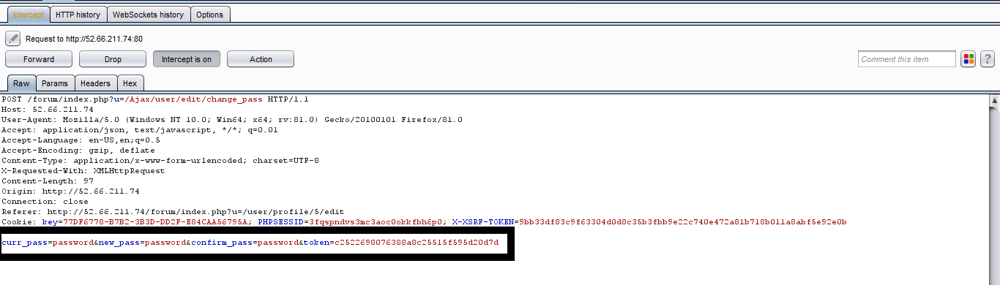 Intercept HTTP history WebSockets history Options
Request to http://52.66.211.74:80
Forward Drop Intercept is on Action Comment this item ?
Raw Params Headers Hex
POST /forum/index.php?u=/Ajax/user/edit/change_pass HTTP/1.1
Host: 52.66.211.74
User-Agent: Mozilla/5.0 (Windows NT 10.0; Win64; x64; rv:81.0) Gecko/20100101 Firefox/81.0
Accept: application/json, text/javascript, */*; q=0.01
Accept-Language: en-US,en;q=0.5
Accept-Encoding: gzip, deflate
Content-Type: application/x-www-form-urlencoded; charset=UTF-8
X-Requested-With: XMLHttpRequest
Content-Length: 97
Origin: http://52.66.211.74
Connection: close
Referer: http://52.66.211.74/forum/index.php?u=/user/profile/5/edit
Cookie: key=77DF6778-B7B2-3B3D-DD2F-E84CAA56795A; PHPSESSID=3fqspndvs3mc3aoc0okkfbh6p0; X-XSRF-TOKEN=9bb33df83c9f63304d0d8c35b3fbb9e22c740e472a81b718b011a8abf5e92e0b
curr_pass=password&new_pass=password&confirm_pass=password&token=c2522698076388a8c25515f595d20d7d